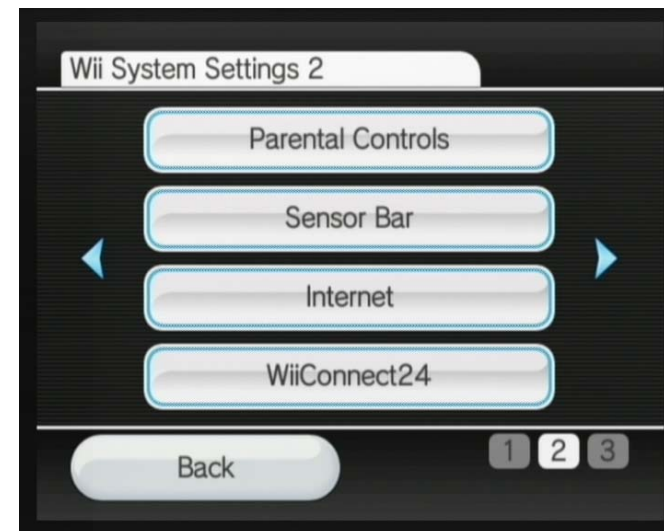 Wii System Settings 2
Parental Controls
Sensor Bar
Internet
WiiConnect24
Back
1 2 3